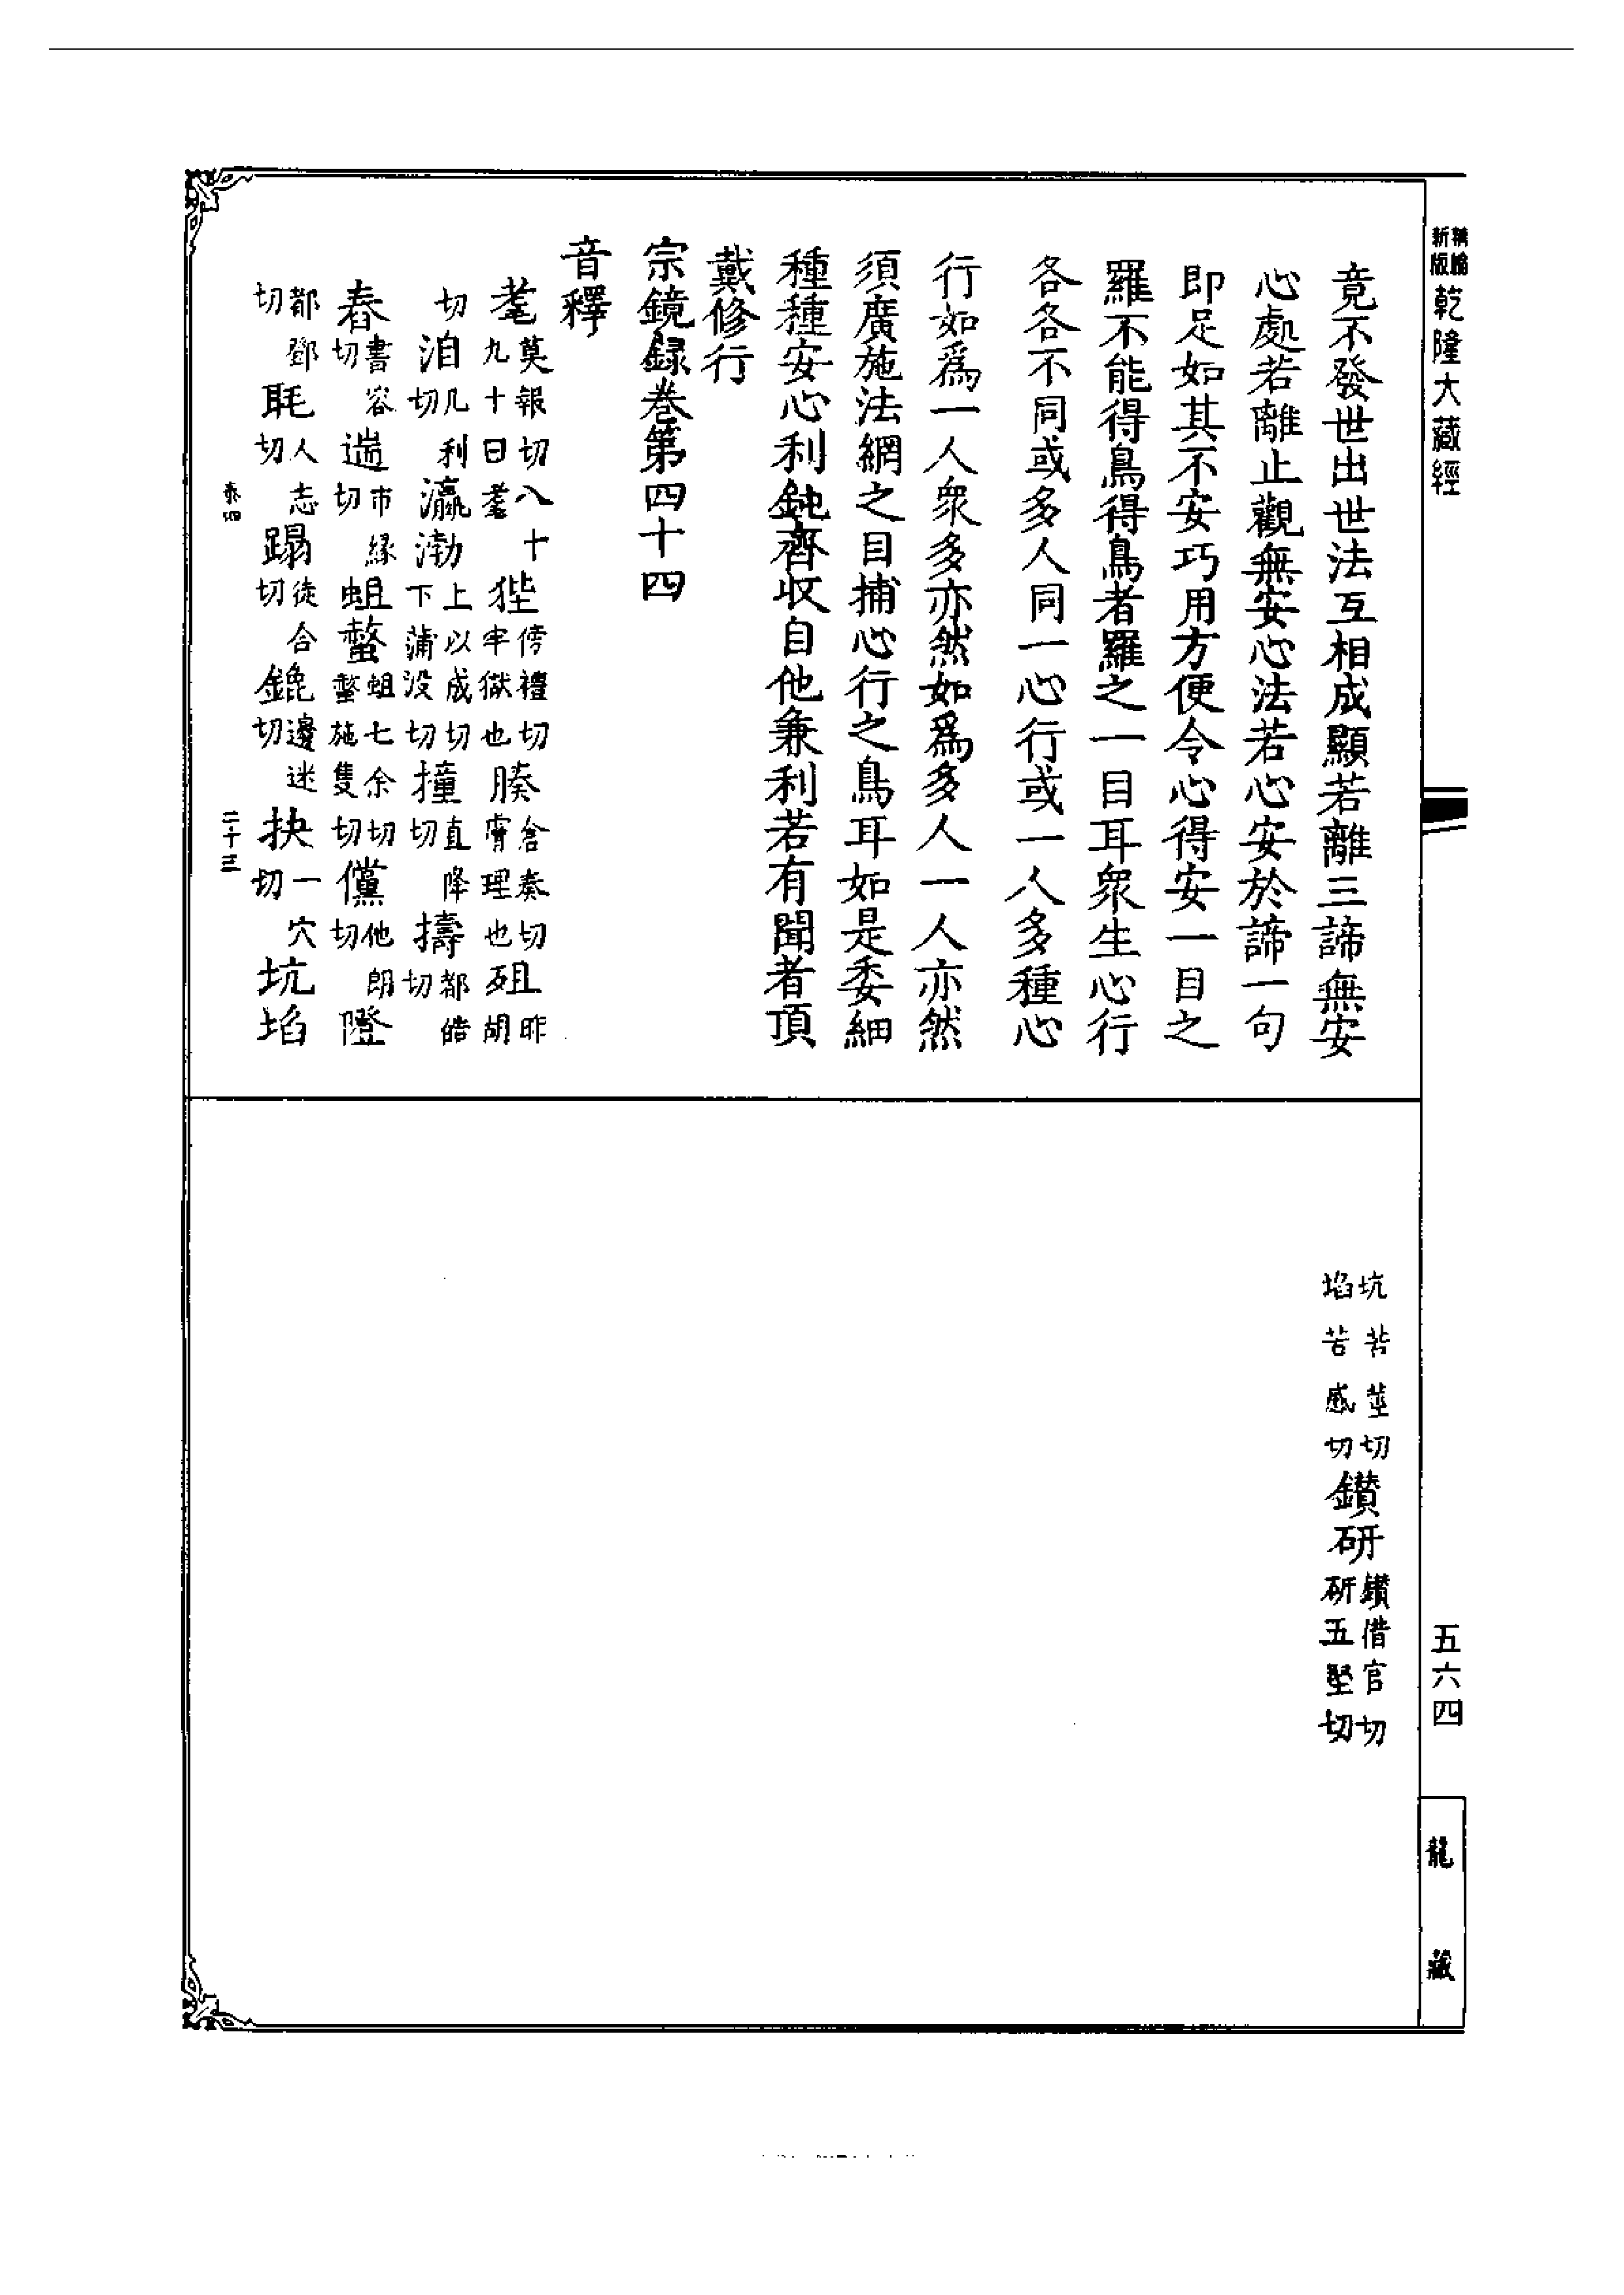 新版精縮乾隆大藏經
竟不發世出世法互相成顯若離三諦無安
心處若離止觀無安心法若心安於諦一句
即足如其不安巧用方便令心得安一目之
羅不能得鳥得鳥者羅之一目耳衆生心行
各各不同或多人同一心行或一人多種心
行如爲一人衆多亦然如爲多人一人亦然
須廣施法網之目捕心行之鳥耳如是委細
種種安心利鈍齊收自他兼利若有聞者頂
戴修行
宗鏡録卷第四十四
音釋
耄莫報切八十九十曰耄狴傍禮切牢獄也腠倉奏切膚理也殂昨胡
切洎几利切瀛渤上以成切下蒲没切撞直降切擣都皓切
舂書容切遄市緣切蛆螫蛆七余切螫施隻切儻他朗切隥
都鄧切毦人志切蹋徒合切鎞邊迷切抉一穴切坑埳
泰四
二十三
坑苦莖切埳苦感切鑚研鑚借官切研五堅切
五六四
龍藏